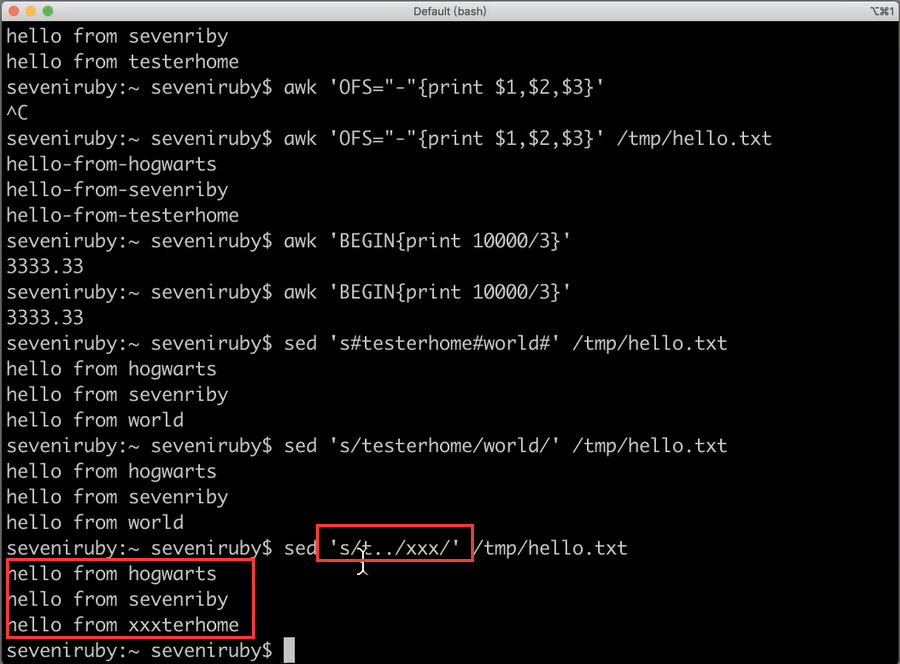 Default (bash)
⌥⌘1
hello from sevenriby
hello from testerhome
seveniruby:~ seveniruby$ awk 'OFS="-"{print $1,$2,$3}'
^C
seveniruby:~ seveniruby$ awk 'OFS="-"{print $1,$2,$3}' /tmp/hello.txt
hello-from-hogwarts
hello-from-sevenriby
hello-from-testerhome
seveniruby:~ seveniruby$ awk 'BEGIN{print 10000/3}'
3333.33
seveniruby:~ seveniruby$ awk 'BEGIN{print 10000/3}'
3333.33
seveniruby:~ seveniruby$ sed 's#testerhome#world#' /tmp/hello.txt
hello from hogwarts
hello from sevenriby
hello from world
seveniruby:~ seveniruby$ sed 's/testerhome/world/' /tmp/hello.txt
hello from hogwarts
hello from sevenriby
hello from world
seveniruby:~ seveniruby$ sed 's/t../xxx/' /tmp/hello.txt
hello from hogwarts
hello from sevenriby
hello from xxxterhome
seveniruby:~ seveniruby$